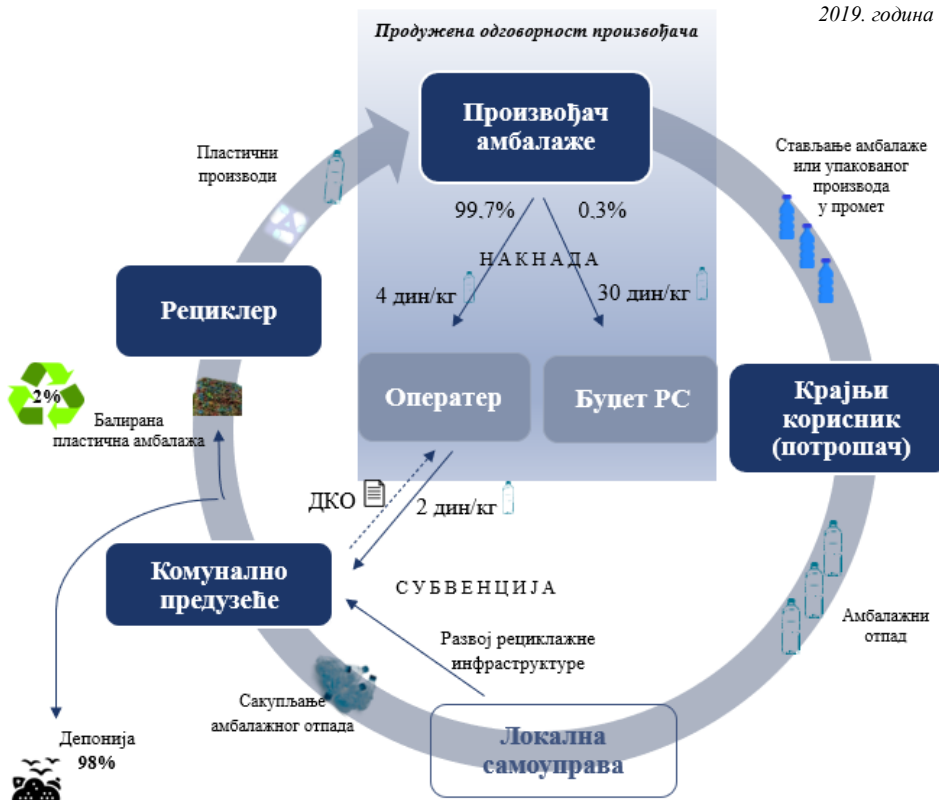 2019. година
Продужена одговорност произвођача
Произвођач
амбалаже
Пластични
производи
Стављање амбалаже
или упакованог
производа
у промет
99.7%
0.3%
Н А К Н А Д А
4 дин/кг
30 дин/кг
Рециклер
Оператер
Буџет РС
Крајњи
корисник
(потрошач)
2%
Балирана
пластична амбалажа
ДКО
2 дин/кг
Комунално
предузеће
С У Б В Е Н Ц И Ј А
Развој рециклажне
инфраструктуре
Амбалажни
отпад
Сакупљање
амбалажног отпада
Локална
самоуправа
Депонија
98%